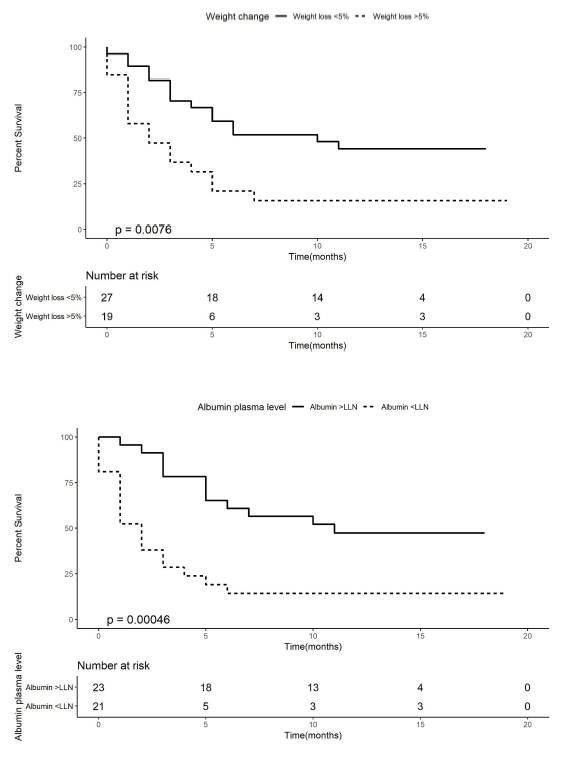 Weight change Weight loss <5% Weight loss >5%
100
75
50
25
0
Percent Survival
p = 0.0076
0 5 10 15 20
Time(months)
Number at risk
Weight change
Weight loss <5% 27 18 14 4 0
Weight loss >5% 19 6 3 3 0
0 5 10 15 20
Time(months)
Albumin plasma level Albumin >LLN Albumin <LLN
100
75
50
25
0
Percent Survival
p = 0.00046
0 5 10 15 20
Time(months)
Number at risk
Albumin plasma level
Albumin >LLN 23 18 13 4 0
Albumin <LLN 21 5 3 3 0
0 5 10 15 20
Time(months)